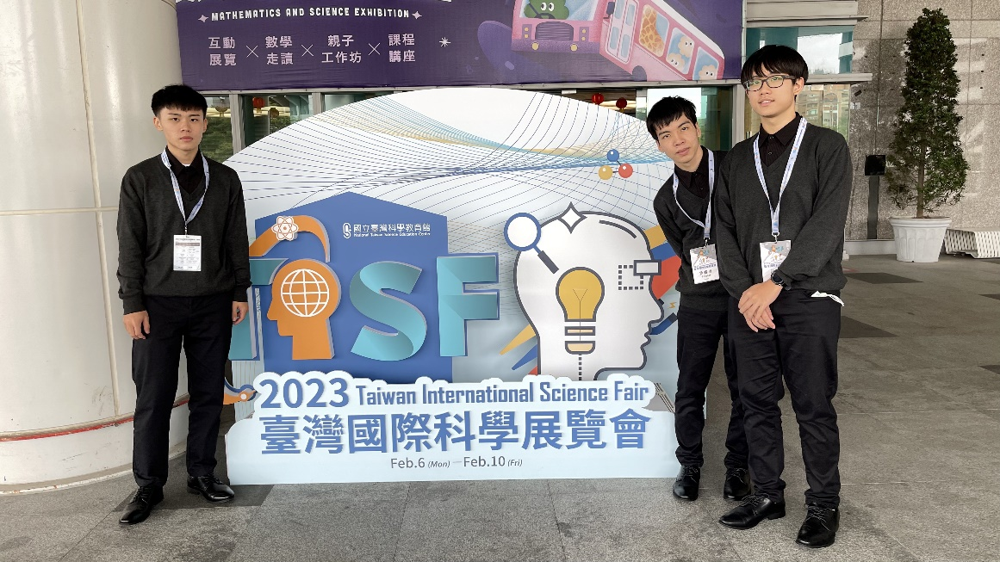 MATHEMATICS AND SCIENCE EXHIBITION
互動展覽 × 數學走讀 × 親子工作坊 × 課程講座
國立臺灣科學教育館
National Taiwan Science Education Center
TISF
2023 Taiwan International Science Fair
臺灣國際科學展覽會
Feb.6 (Mon) — Feb.10 (Fri)